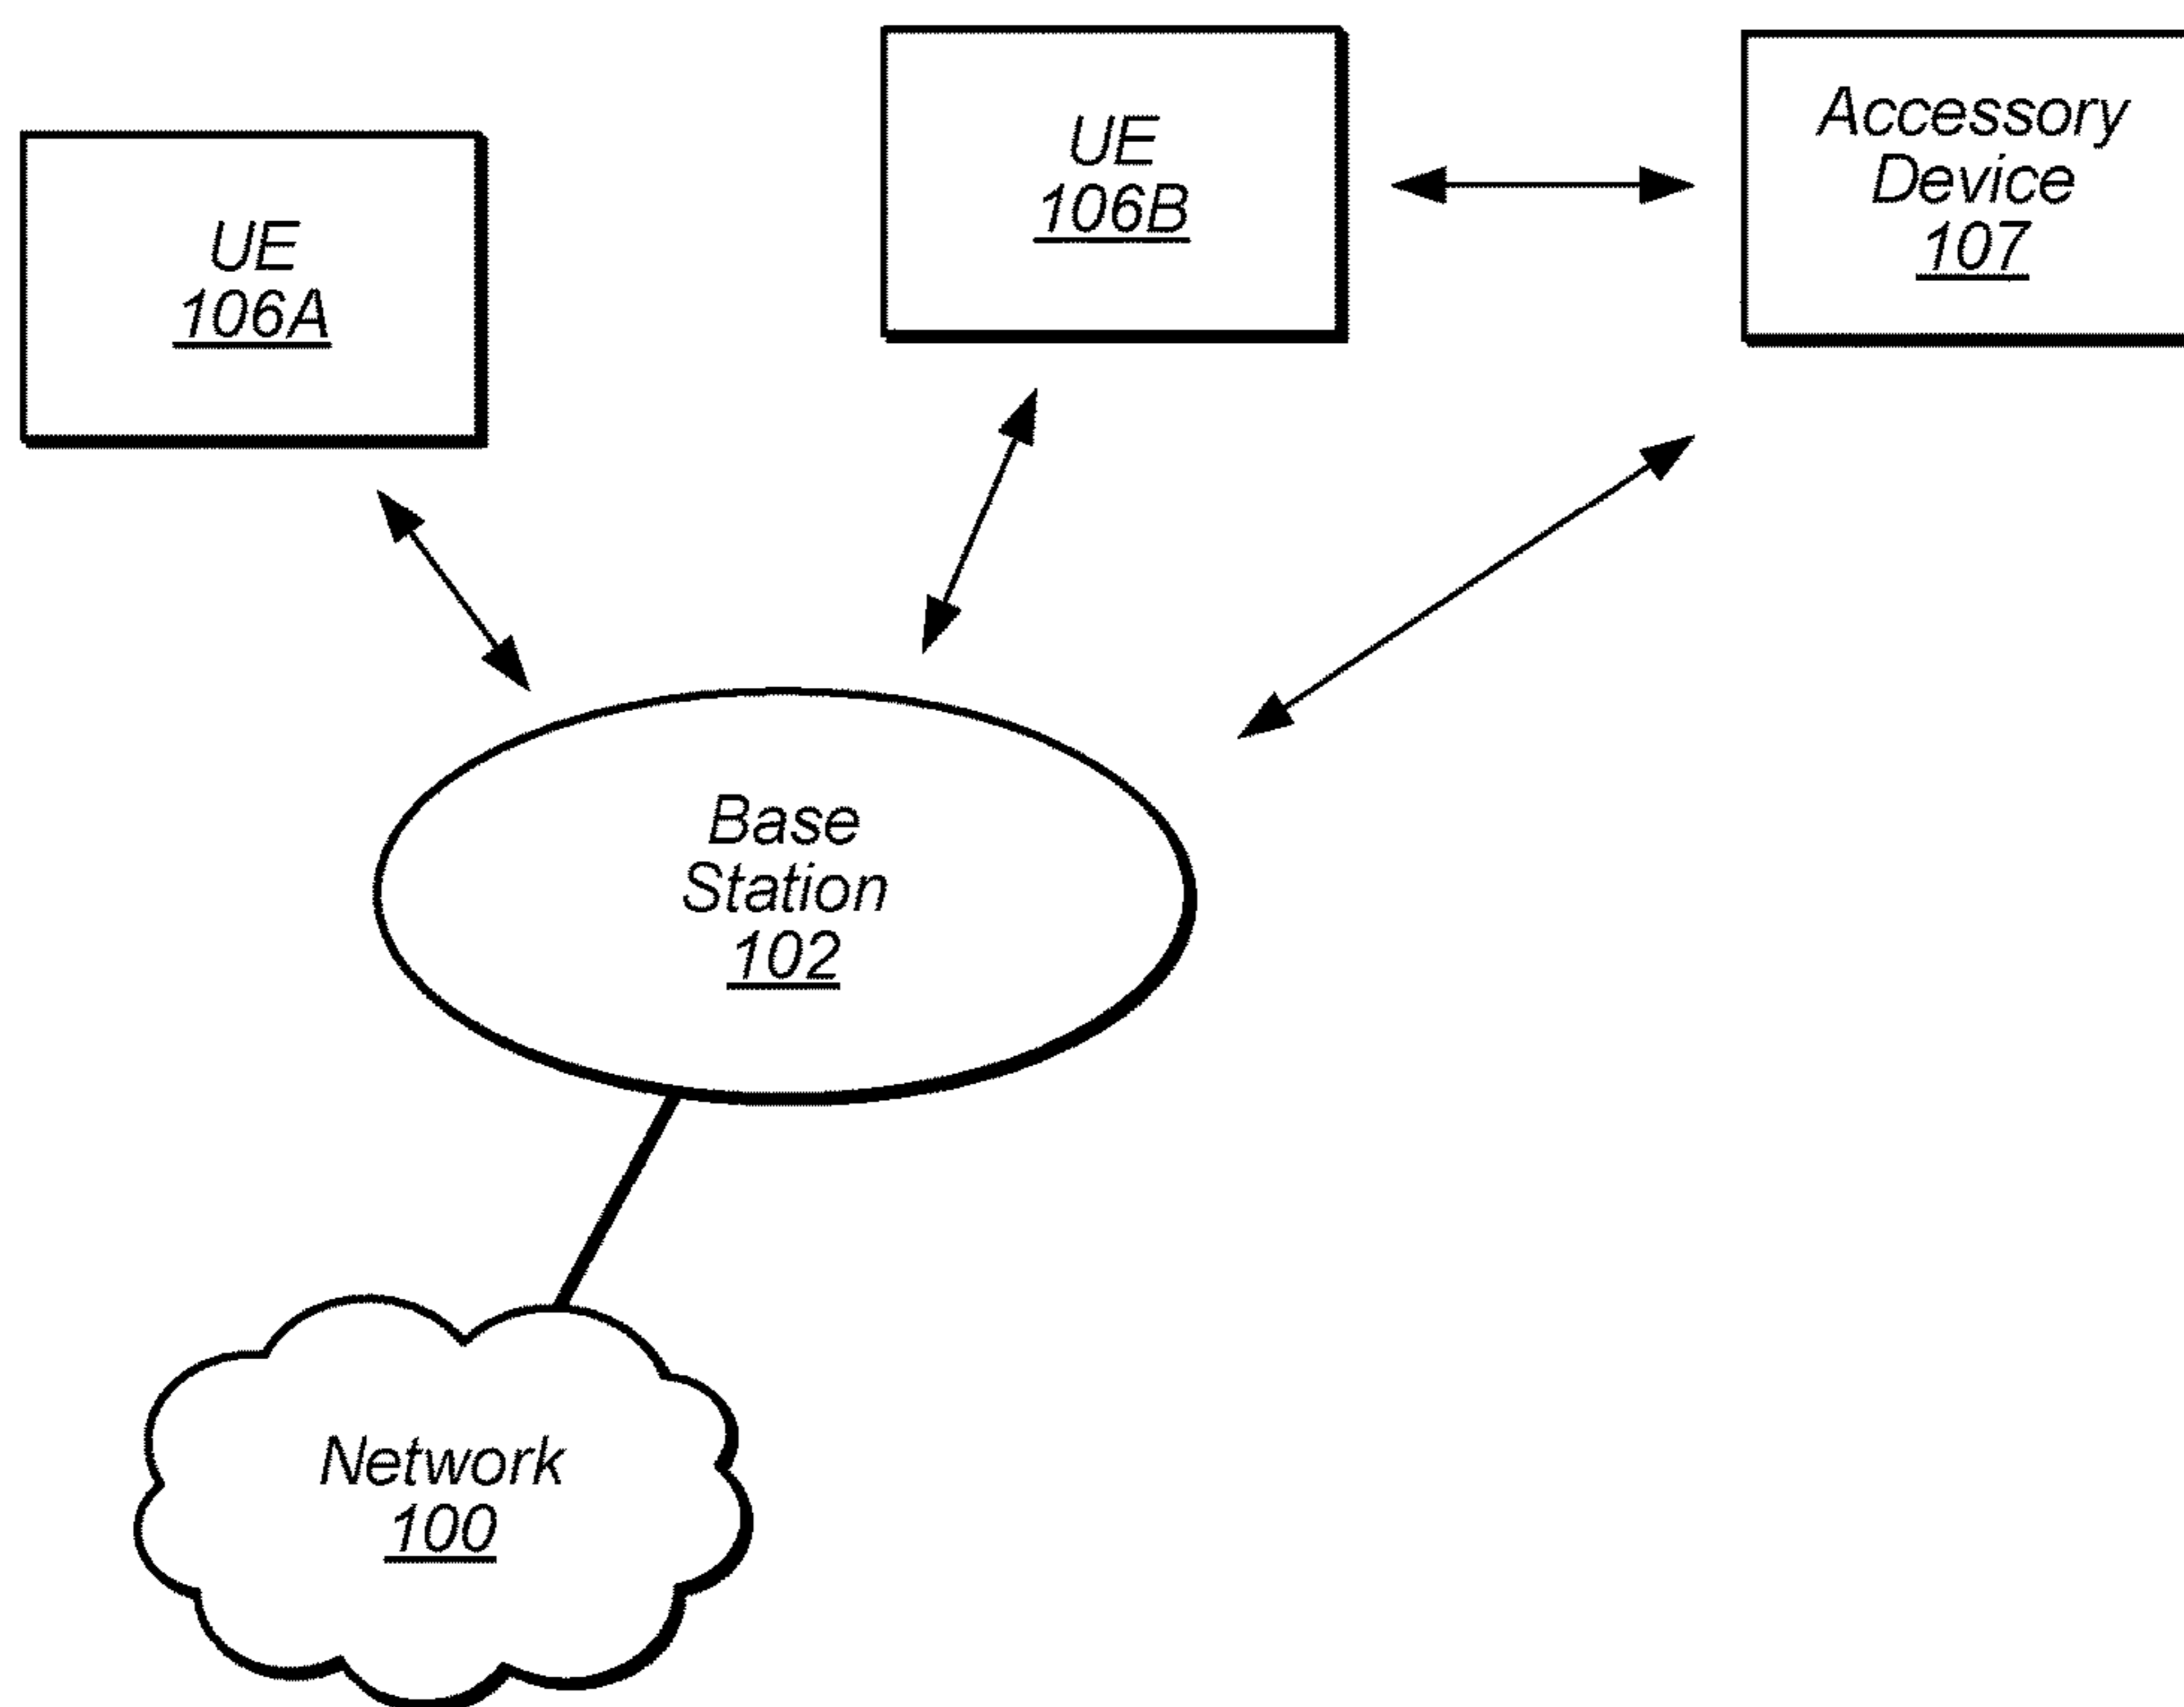 UE
106A
UE
106B
Accessory
Device
107
Base
Station
102
Network
100